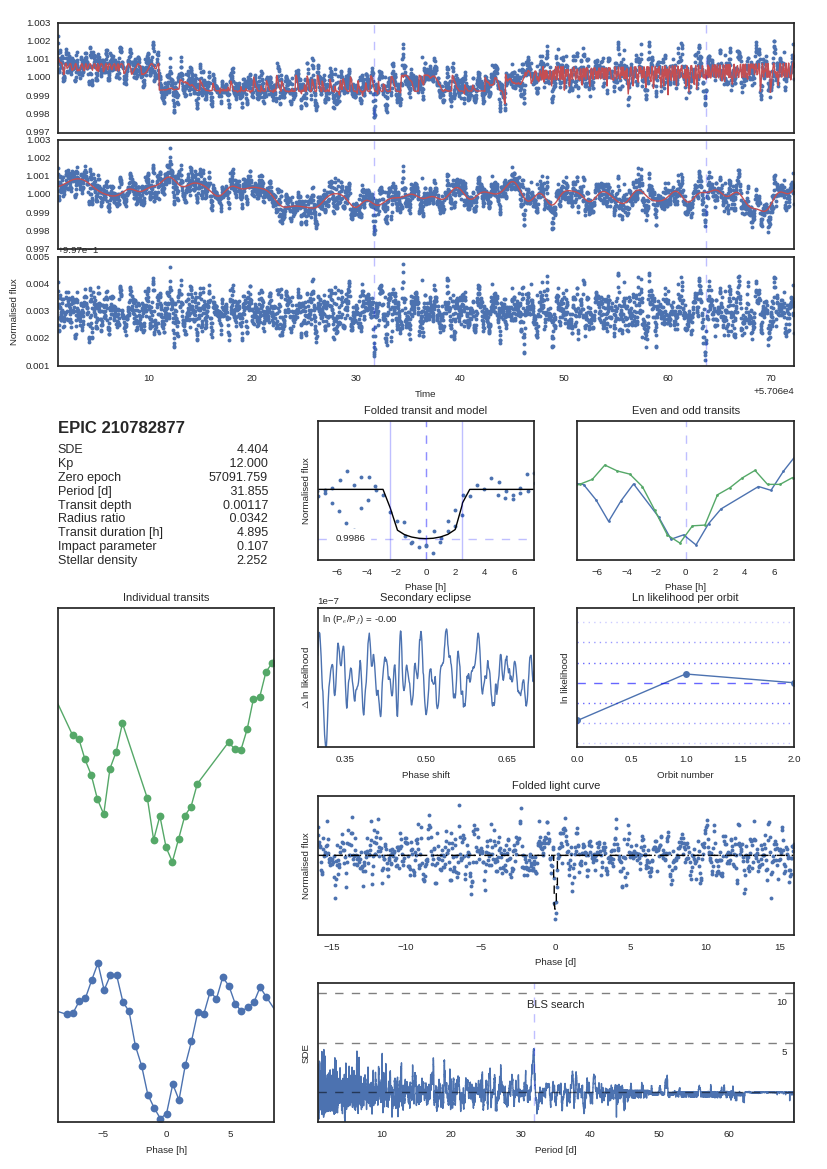 1.003
1.002
1.001
1.000
0.999
0.998
0.997
1.003
1.002
1.001
1.000
0.999
0.998
0.997
+9.97e−1
0.005
0.004
0.003
0.002
0.001
Normalised flux
10 20 30 40 50 60 70
Time
+5.706e4
EPIC 210782877
SDE 4.404
Kp 12.000
Zero epoch 57091.759
Period [d] 31.855
Transit depth 0.00117
Radius ratio 0.0342
Transit duration [h] 4.895
Impact parameter 0.107
Stellar density 2.252
Folded transit and model
Normalised flux
0.9986
−6 −4 −2 0 2 4 6
Phase [h]
Even and odd transits
−6 −4 −2 0 2 4 6
Phase [h]
Individual transits
−5 0 5
Phase [h]
Secondary eclipse
1e−7
ln (Pₑ/P𝑓) = -0.00
Δ ln likelihood
0.35 0.50 0.65
Phase shift
Ln likelihood per orbit
ln likelihood
0.0 0.5 1.0 1.5 2.0
Orbit number
Folded light curve
Normalised flux
−15 −10 −5 0 5 10 15
Phase [d]
BLS search
10
5
SDE
10 20 30 40 50 60
Period [d]